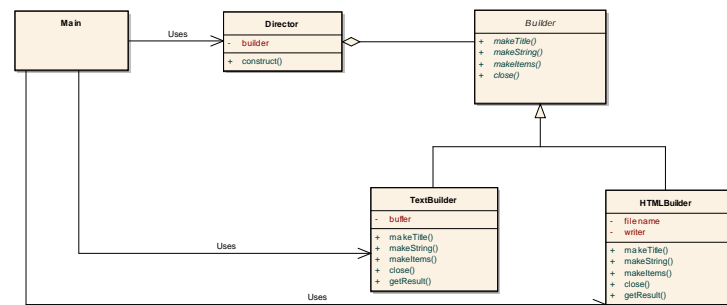 Main
Uses
Director
- builder
+ construct()
Builder
+ makeTitle()
+ makeString()
+ makeItems()
+ close()
TextBuilder
- buffer
+ makeTitle()
+ makeString()
+ makeItems()
+ close()
+ getResult()
HTMLBuilder
- filename
- writer
+ makeTitle()
+ makeString()
+ makeItems()
+ close()
+ getResult()
Uses
Uses